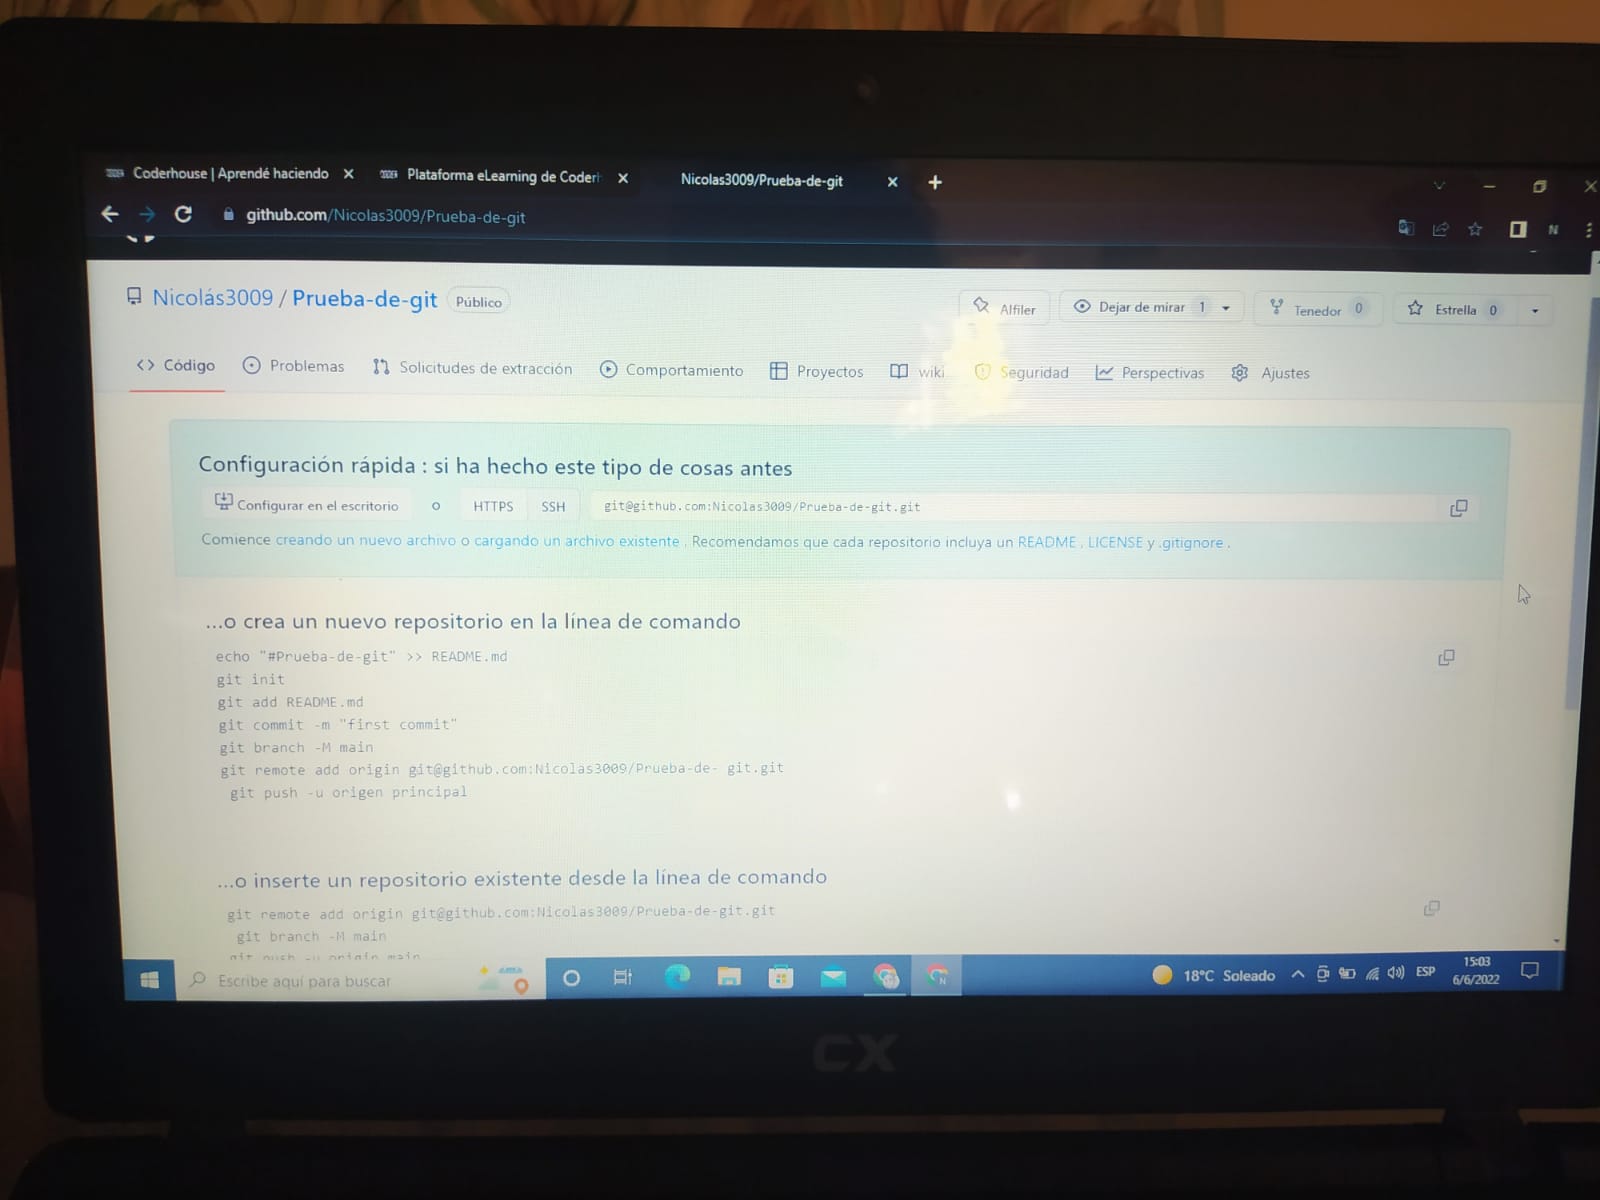 Coderhouse | Aprendé haciendo
Plataforma eLearning de Coder
Nicolas3009/Prueba-de-git
github.com/Nicolas3009/Prueba-de-git
N
Nicolás3009 / Prueba-de-git Público
Alfiler
Dejar de mirar 1
Tenedor 0
Estrella 0
<> Código
Problemas
Solicitudes de extracción
Comportamiento
Proyectos
wiki
Seguridad
Perspectivas
Ajustes
Configuración rápida : si ha hecho este tipo de cosas antes
Configurar en el escritorio o HTTPS SSH git@github.com:Nicolas3009/Prueba-de-git.git
Comience creando un nuevo archivo o cargando un archivo existente . Recomendamos que cada repositorio incluya un README , LICENSE y .gitignore .
...o crea un nuevo repositorio en la línea de comando
echo "#Prueba-de-git" >> README.md
git init
git add README.md
git commit -m "first commit"
git branch -M main
git remote add origin git@github.com:Nicolas3009/Prueba-de- git.git
git push -u origen principal
...o inserte un repositorio existente desde la línea de comando
git remote add origin git@github.com:Nicolas3009/Prueba-de-git.git
git branch -M main
git push -u origin main
Escribe aquí para buscar
N
18°C Soleado
ESP
15:03
6/6/2022
CX